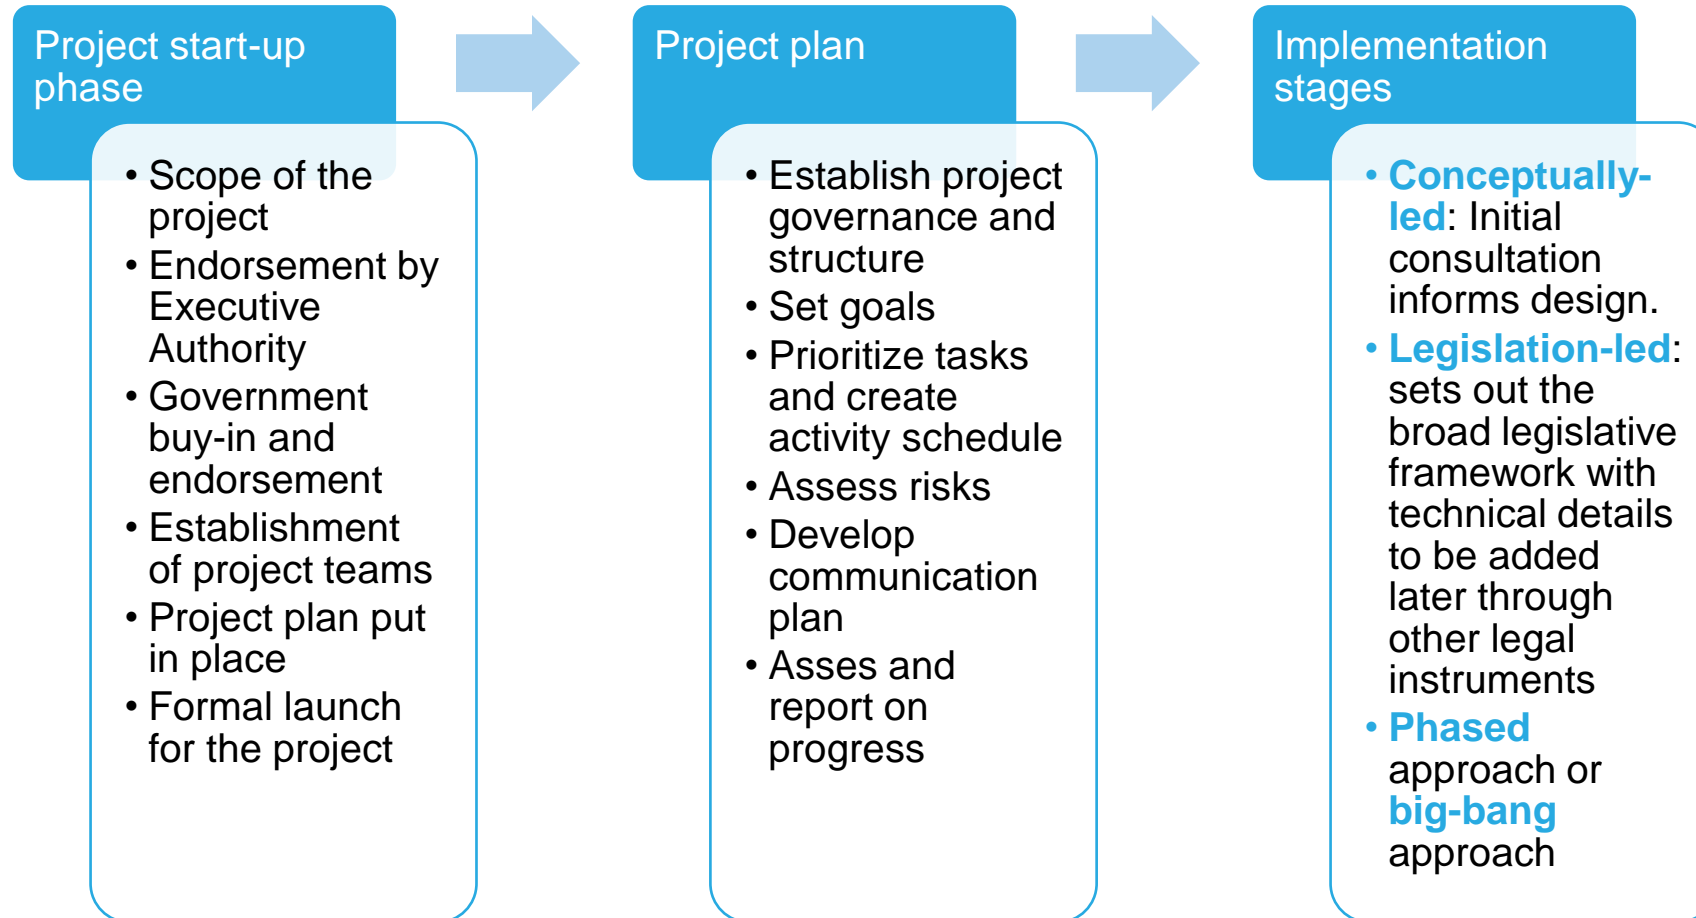 Project start-up
phase
• Scope of the
project
• Endorsement by
Executive
Authority
• Government
buy-in and
endorsement
• Establishment
of project teams
• Project plan put
in place
• Formal launch
for the project
Project plan
• Establish project
governance and
structure
• Set goals
• Prioritize tasks
and create
activity schedule
• Assess risks
• Develop
communication
plan
• Asses and
report on
progress
Implementation
stages
• Conceptually-
led: Initial
consultation
informs design.
• Legislation-led:
sets out the
broad legislative
framework with
technical details
to be added
later through
other legal
instruments
• Phased
approach or
big-bang
approach